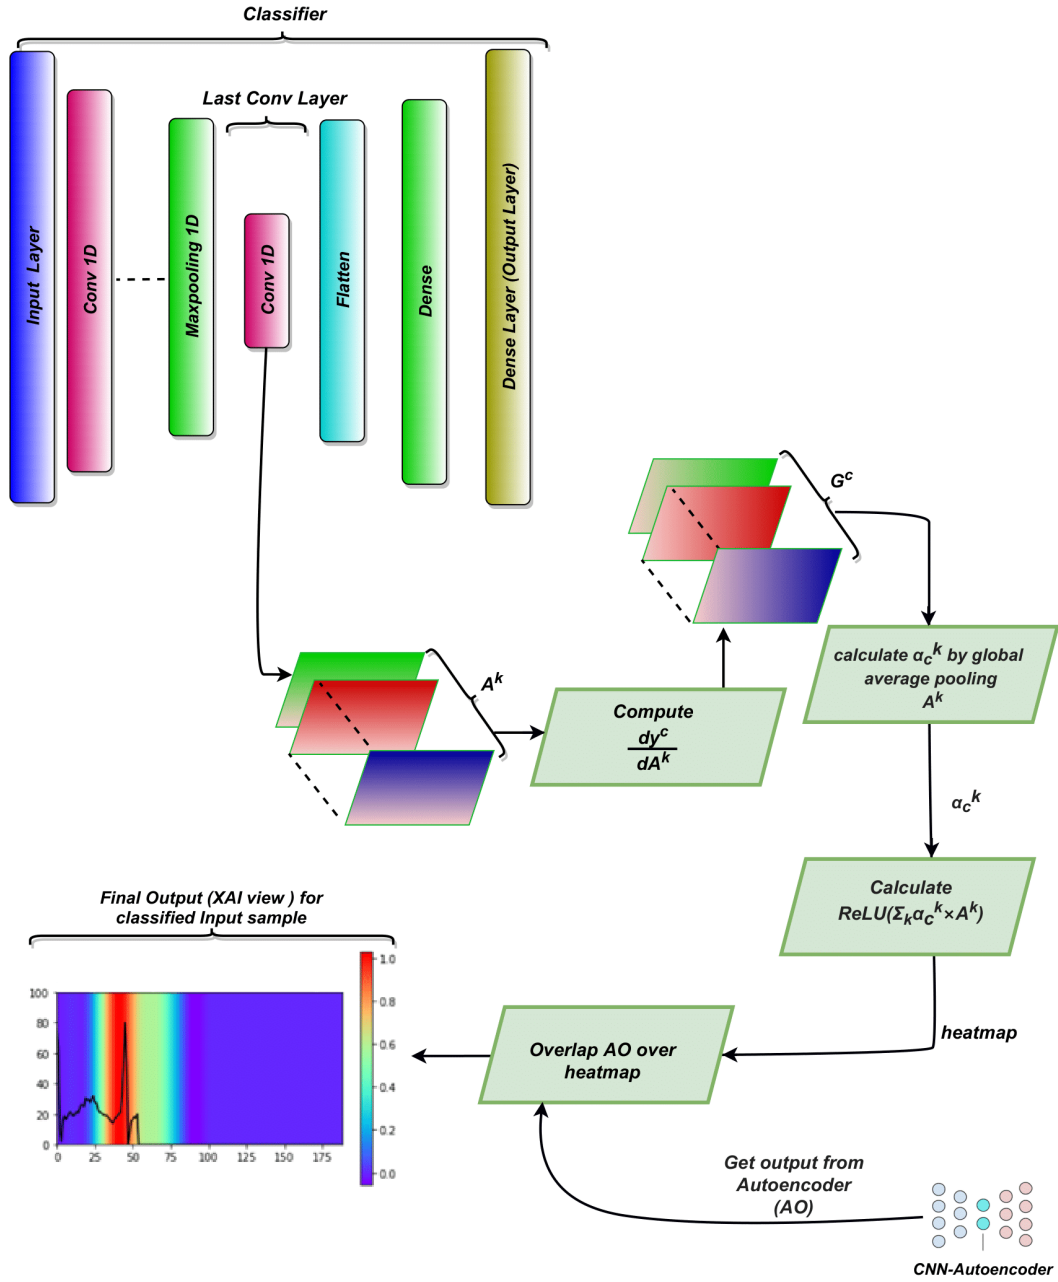 Classifier
Last Conv Layer
Input Layer
Conv 1D
Maxpooling 1D
Conv 1D
Flatten
Dense
Dense Layer (Output Layer)
G^c
calculate α_c^k by global
average pooling
A^k
A^k
Compute
dy^c
dA^k
α_c^k
Calculate
ReLU(Σ_kα_c^k×A^k)
heatmap
Overlap AO over
heatmap
Final Output (XAI view ) for
classified Input sample
1.0
0.8
0.6
0.4
0.2
0.0
100
80
60
40
20
0
0 25 50 75 100 125 150 175
Get output from
Autoencoder
(AO)
CNN-Autoencoder